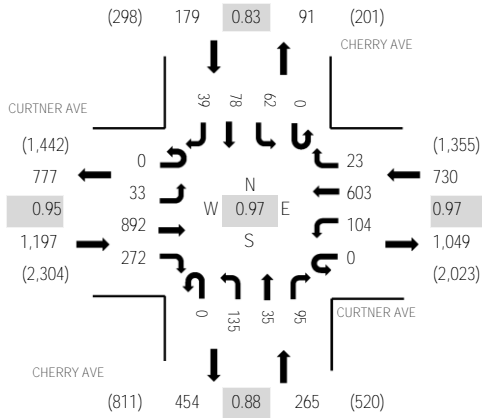 (298) 179 0.83 91 (201)
CHERRY AVE
39 78 62 0
CURTNER AVE
(1,442)
777
0.95
1,197
(2,304)
0
33
892
272
N
W 0.97 E
S
23
603
104
0
(1,355)
730
0.97
1,049
(2,023)
0 135 35 95
CURTNER AVE
CHERRY AVE
(811) 454 0.88 265 (520)